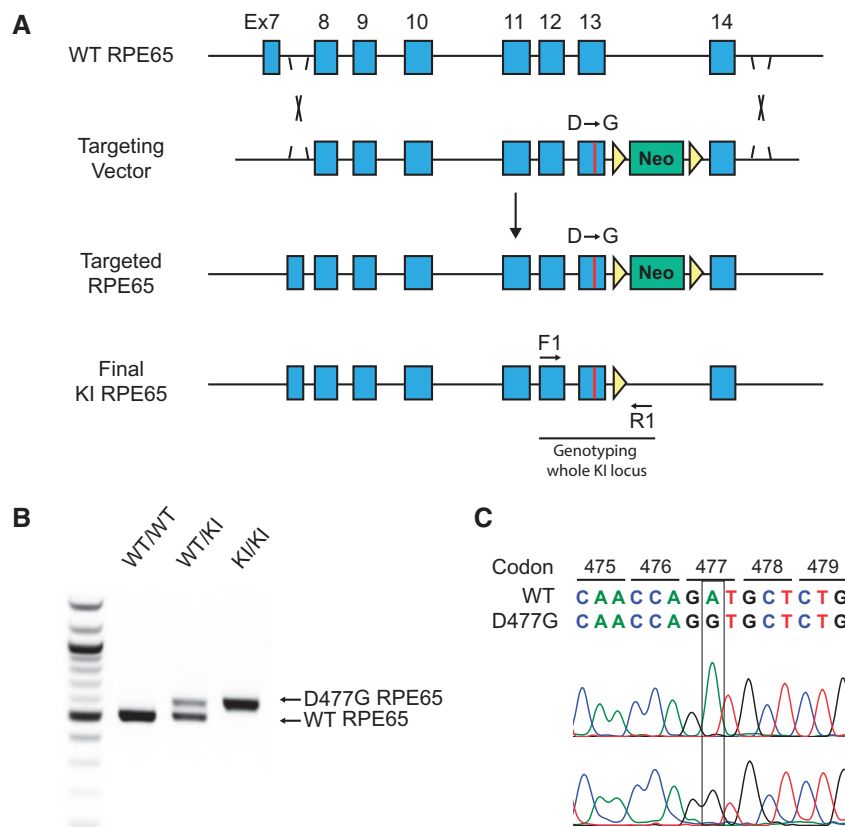 A
Ex7 8 9 10 11 12 13 14
WT RPE65
D→G
Targeting
Vector
Neo
D→G
Targeted
RPE65
Neo
F1
Final
KI RPE65
R1
Genotyping
whole KI locus
B
WT/WT WT/KI KI/KI
←D477G RPE65
←WT RPE65
C
Codon 475 476 477 478 479
WT CAACCAGATGCTCTG
D477G CAACCAGGTGCTCTG